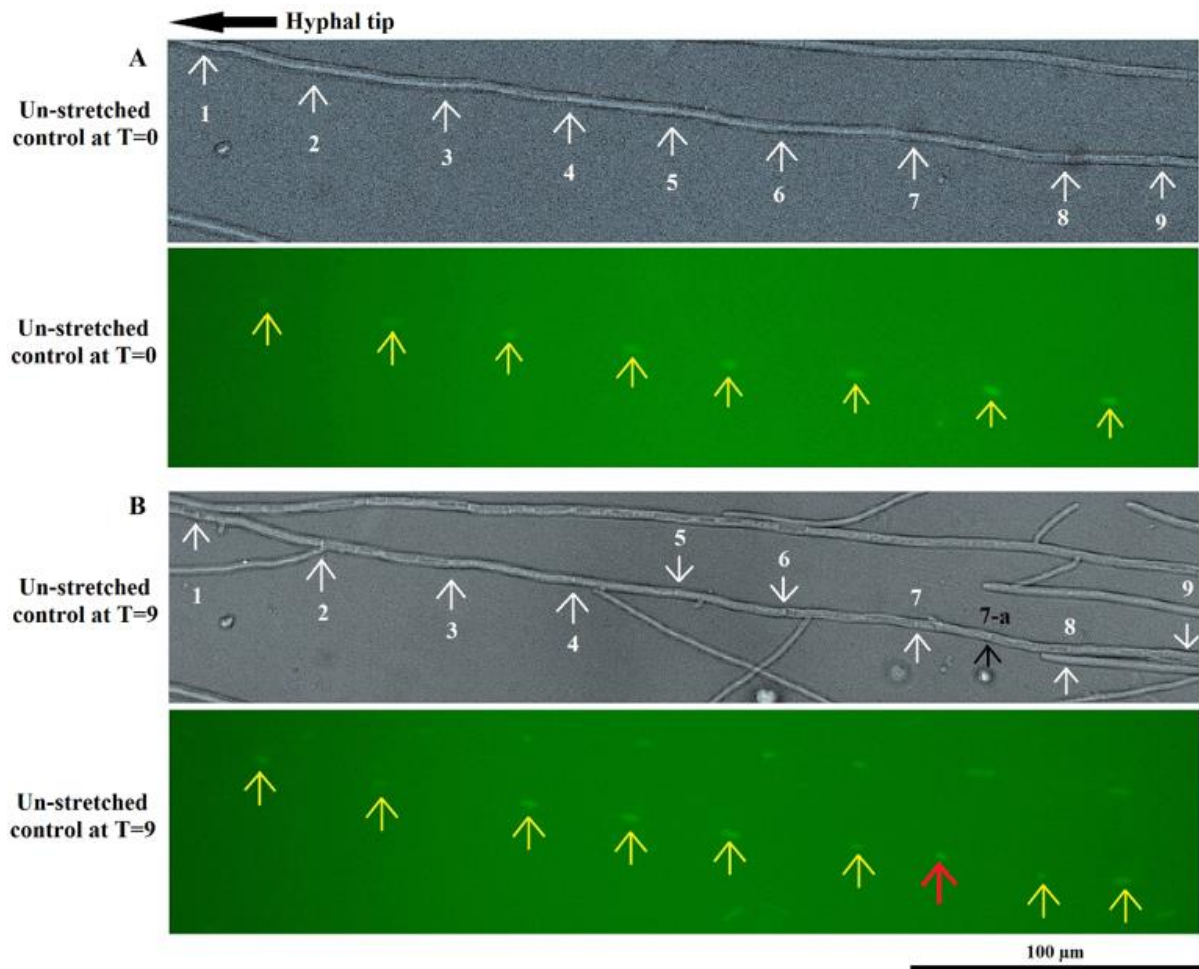 Hyphal tip
A
Un-stretched
control at T=0
1
2
3
4
5
6
7
8
9
Un-stretched
control at T=0
B
Un-stretched
control at T=9
1
2
3
4
5
6
7
7-a
8
9
Un-stretched
control at T=9
100 µm